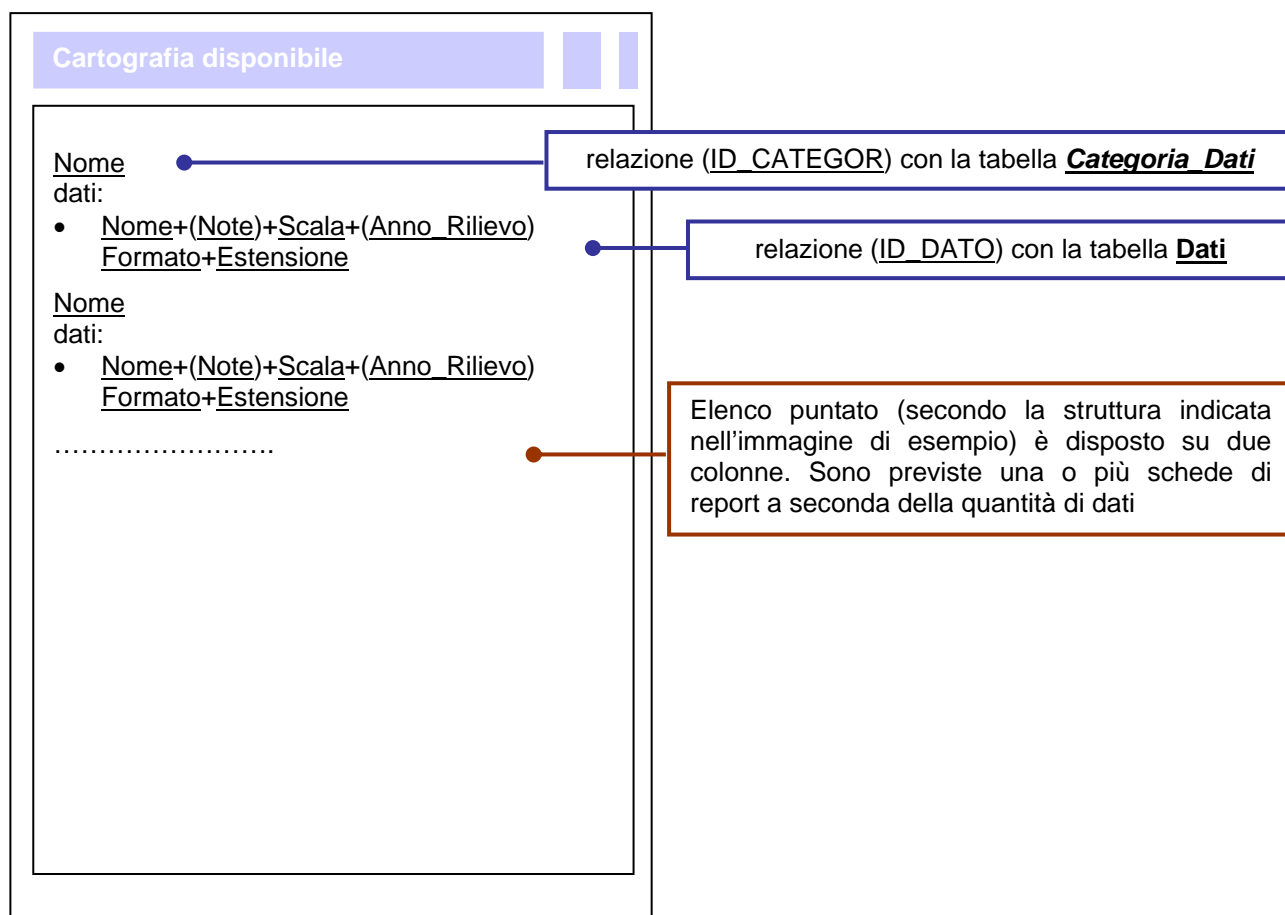 Cartografia disponibile
Nome
dati:
• Nome+(Note)+Scala+(Anno_Rilievo)
Formato+Estensione
Nome
dati:
• Nome+(Note)+Scala+(Anno_Rilievo)
Formato+Estensione
……………………
relazione (ID_CATEGOR) con la tabella Categoria_Dati
relazione (ID_DATO) con la tabella Dati
Elenco puntato (secondo la struttura indicata
nell'immagine di esempio) è disposto su due
colonne. Sono previste una o più schede di
report a seconda della quantità di dati